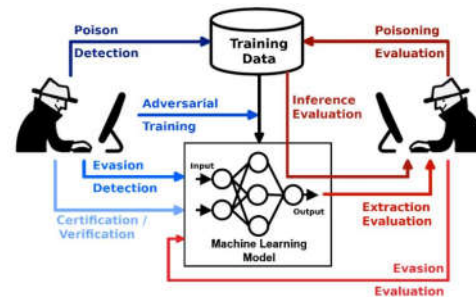 Poison
Detection
Training
Data
Poisoning
Evaluation
Adversarial
Training
Inference
Evaluation
Evasion
Detection
Input
Output
Certification /
Verification
Machine Learning
Model
Extraction
Evaluation
Evasion
Evaluation